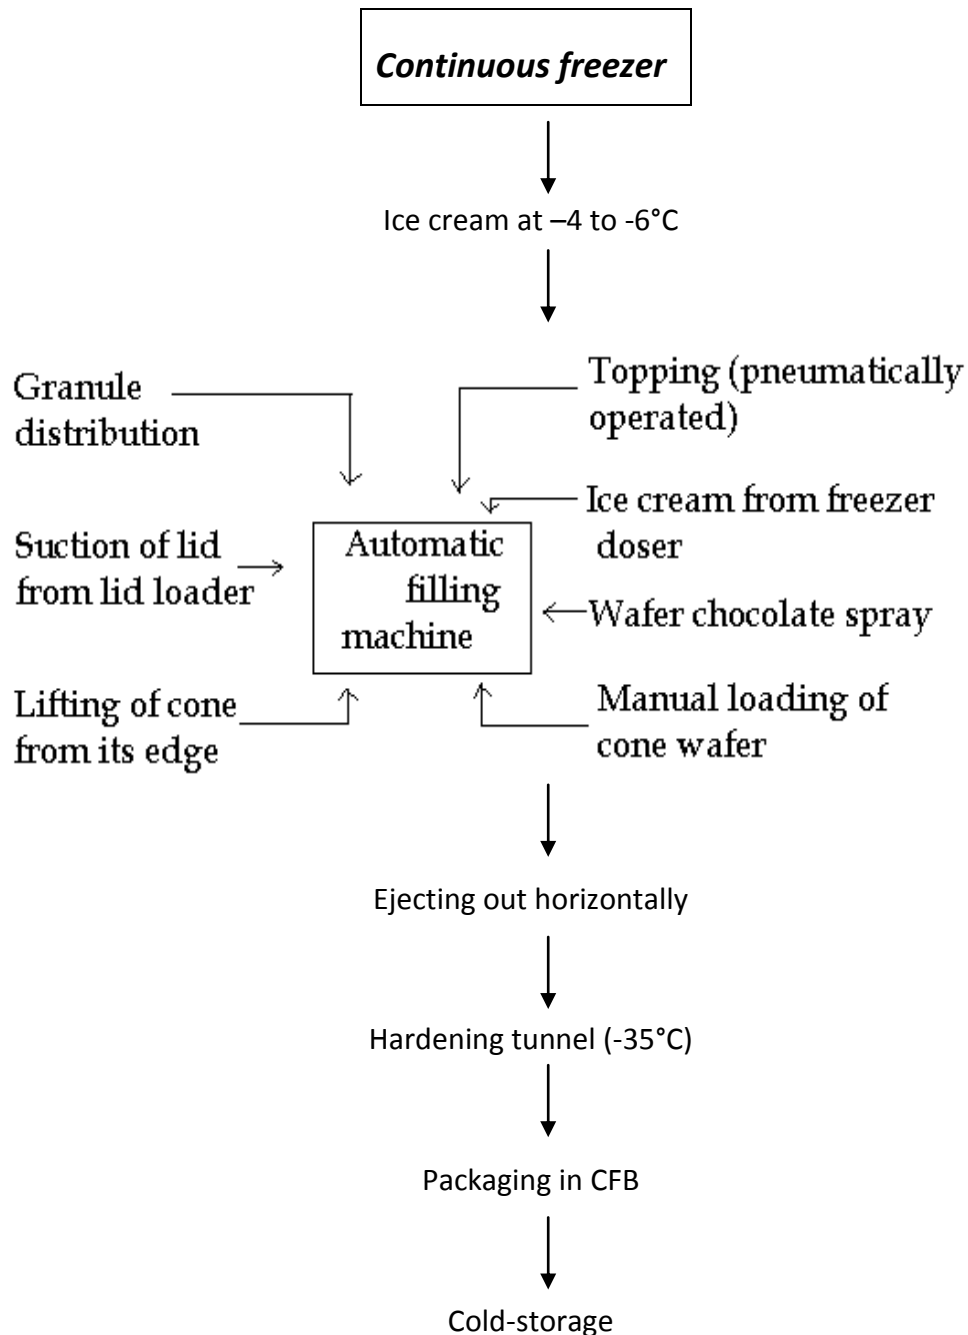 Continuous freezer
Ice cream at –4 to -6°C
Granule
distribution
Topping (pneumatically
operated)
Ice cream from freezer
doser
Suction of lid
from lid loader
Automatic
filling
machine
Wafer chocolate spray
Lifting of cone
from its edge
Manual loading of
cone wafer
Ejecting out horizontally
Hardening tunnel (-35°C)
Packaging in CFB
Cold-storage